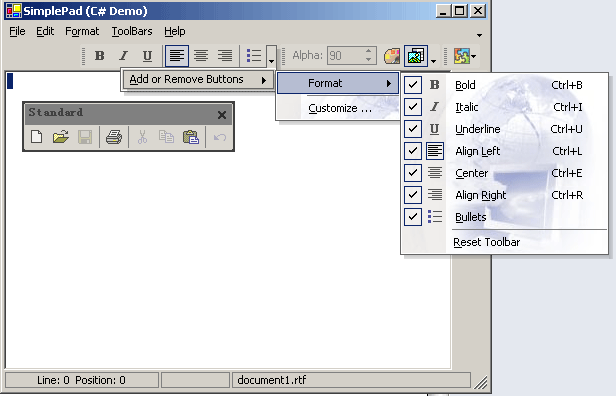 SimplePad (C# Demo)
File Edit Format ToolBars Help
B I U Alpha: 90
Add or Remove Buttons
Format
Customize ...
B Bold Ctrl+B
I Italic Ctrl+I
U Underline Ctrl+U
Align Left Ctrl+L
Center Ctrl+E
Align Right Ctrl+R
Bullets
Reset Toolbar
Standard
Line: 0 Position: 0 document1.rtf